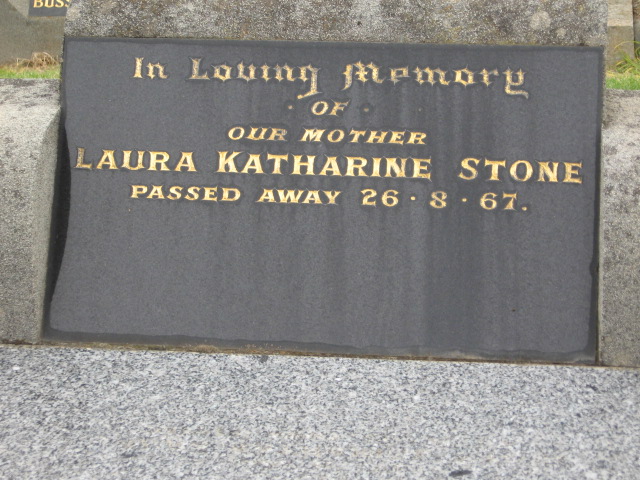 In Loving Memory
· OF ·
OUR MOTHER
LAURA KATHARINE STONE
PASSED AWAY 26 · 8 · 67.